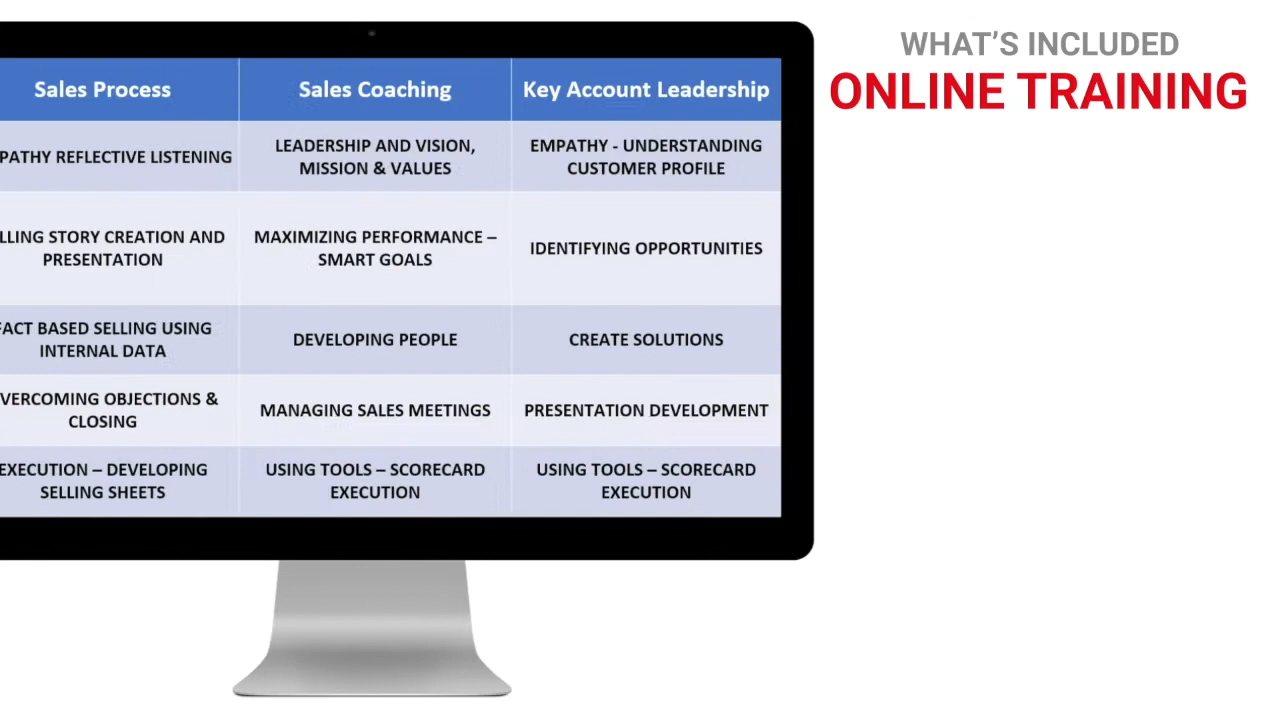 WHAT'S INCLUDED
ONLINE TRAINING
Sales Process
Sales Coaching
Key Account Leadership
REFLECTIVE LISTENING
LEADERSHIP AND VISION,
MISSION & VALUES
EMPATHY - UNDERSTANDING
CUSTOMER PROFILE
STORY CREATION AND
PRESENTATION
MAXIMIZING PERFORMANCE –
SMART GOALS
IDENTIFYING OPPORTUNITIES
FACT BASED SELLING USING
INTERNAL DATA
DEVELOPING PEOPLE
CREATE SOLUTIONS
VERCOMING OBJECTIONS &
CLOSING
MANAGING SALES MEETINGS
PRESENTATION DEVELOPMENT
EXECUTION – DEVELOPING
SELLING SHEETS
USING TOOLS – SCORECARD
EXECUTION
USING TOOLS – SCORECARD
EXECUTION